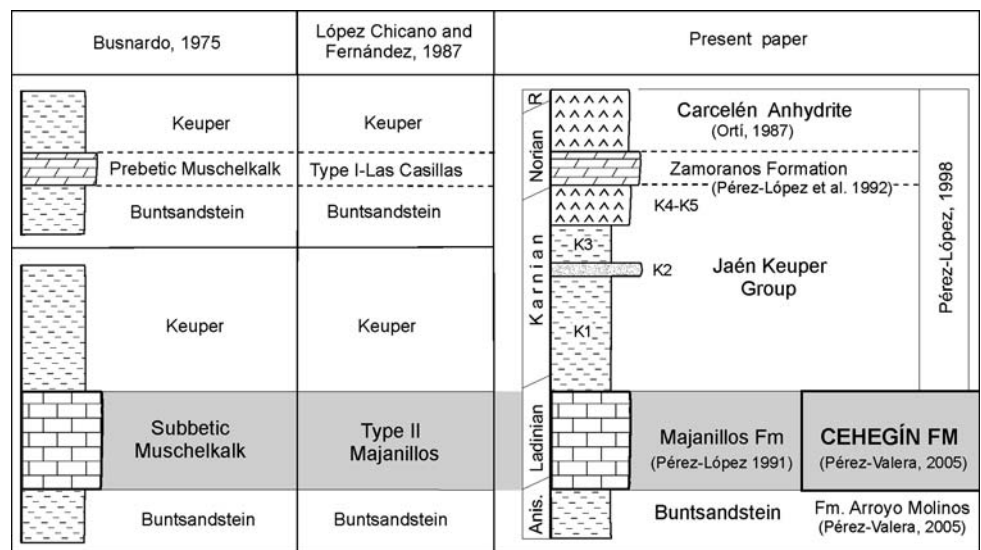 Busnardo, 1975
López Chicano and
Fernández, 1987
Present paper
Keuper
Prebetic Muschelkalk
Buntsandstein
Keuper
Type I-Las Casillas
Buntsandstein
Keuper
Subbetic
Muschelkalk
Buntsandstein
Keuper
Type II
Majanillos
Buntsandstein
R
Norian
Karnian
Ladinian
Anis.
Carcelén Anhydrite
(Ortí, 1987)
Zamoranos Formation
(Pérez-López et al. 1992)
K4-K5
K3
K2
K1
Jaén Keuper
Group
Pérez-López, 1998
Majanillos Fm
(Pérez-López 1991)
CEHEGÍN FM
(Pérez-Valera, 2005)
Buntsandstein
Fm. Arroyo Molinos
(Pérez-Valera, 2005)